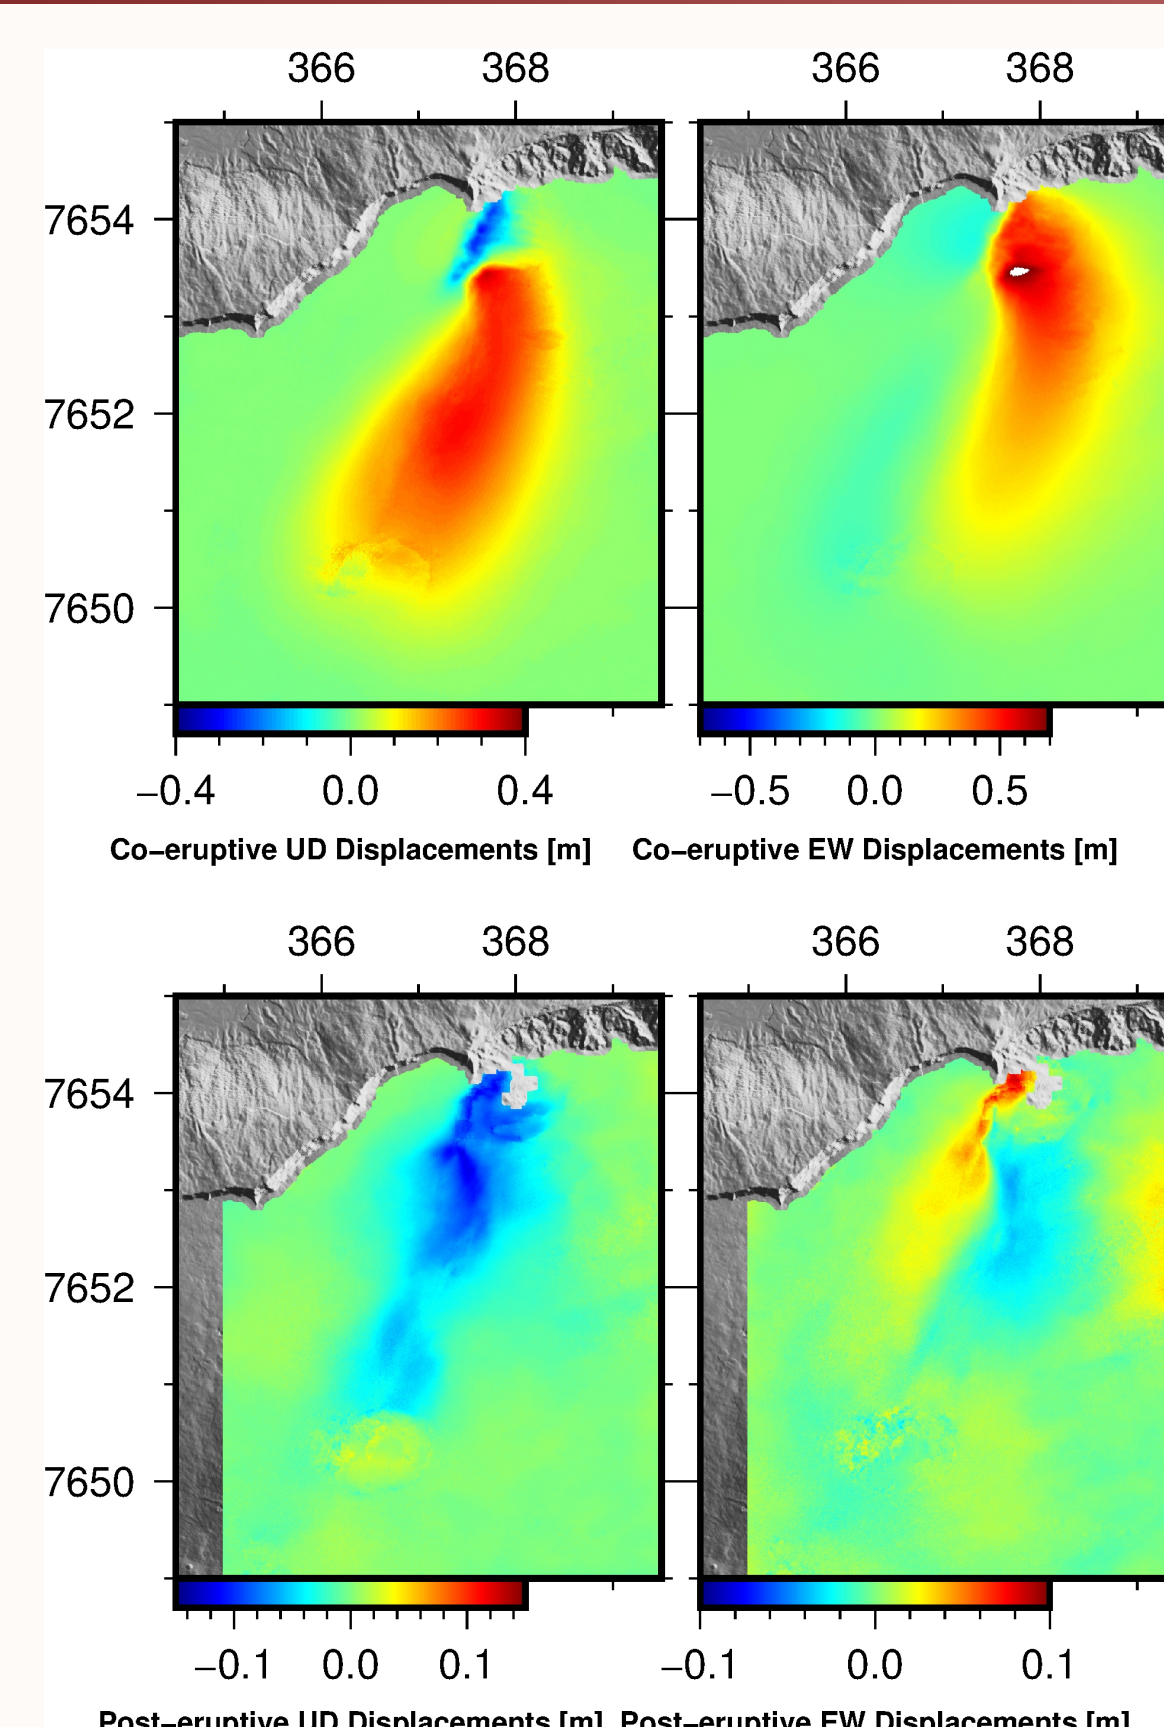 366 368 366 368
7654
7652
7650
−0.4 0.0 0.4 −0.5 0.0 0.5
Co−eruptive UD Displacements [m] Co−eruptive EW Displacements [m]
366 368 366 368
7654
7652
7650
−0.1 0.0 0.1 −0.1 0.0 0.1
Post−eruptive UD Displacements [m] Post−eruptive EW Displacements [m]